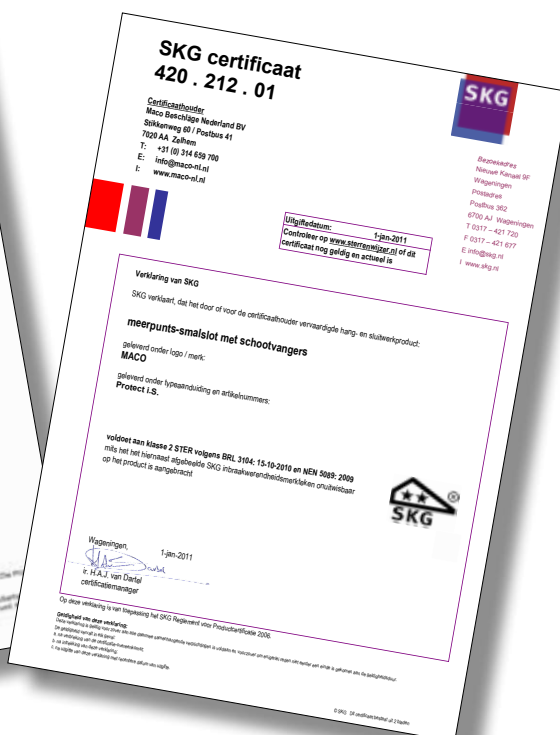 SKG certificaat
420 . 212 . 01
Certificaathouder
Maco Beschläge Nederland BV
Stikkenweg 60 / Postbus 41
7020 AA Zelhem
T: +31 (0) 314 659 700
E: info@maco-nl.nl
I: www.maco-nl.nl
SKG
Bezoekadres
Nieuwe Kanaal 9F
Wageningen
Postadres
Postbus 362
6700 AJ Wageningen
T 0317 – 421 720
F 0317 – 421 677
E info@skg.nl
I www.skg.nl
Uitgiftedatum: 1-jan-2011
Controleer op www.sterrenwijzer.nl of dit
certificaat nog geldig en actueel is
Verklaring van SKG
SKG verklaart, dat het door of voor de certificaathouder vervaardigde hang- en sluitwerkproduct:
meerpunts-smalslot met schootvangers
geleverd onder logo / merk:
MACO
geleverd onder typeaanduiding en artikelnummers:
Protect i.S.
voldoet aan klasse 2 STER volgens BRL 3104: 15-10-2010 en NEN 5089: 2009
mits het het hiernaast afgebeelde SKG inbraakwerendheidsmerkteken onuitwisbaar
op het product is aangebracht
SKG
®
Wageningen, 1-jan-2011
ir. H.A.J. van Dartel
certificatiemanager
Op deze verklaring is van toepassing het SKG Reglement voor Productcertificatie 2006.
Geldigheid van deze verklaring: